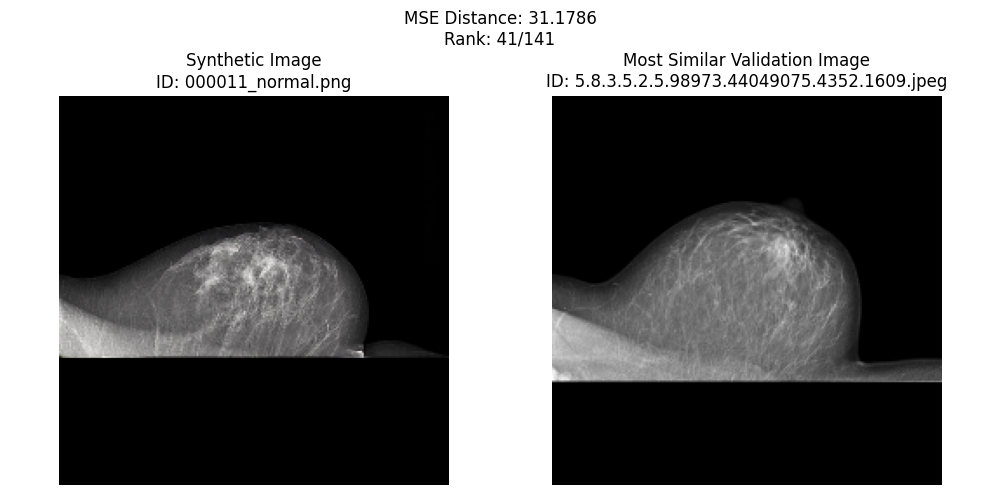 MSE Distance: 31.1786
Rank: 41/141
Synthetic Image
ID: 000011_normal.png
Most Similar Validation Image
ID: 5.8.3.5.2.5.98973.44049075.4352.1609.jpeg